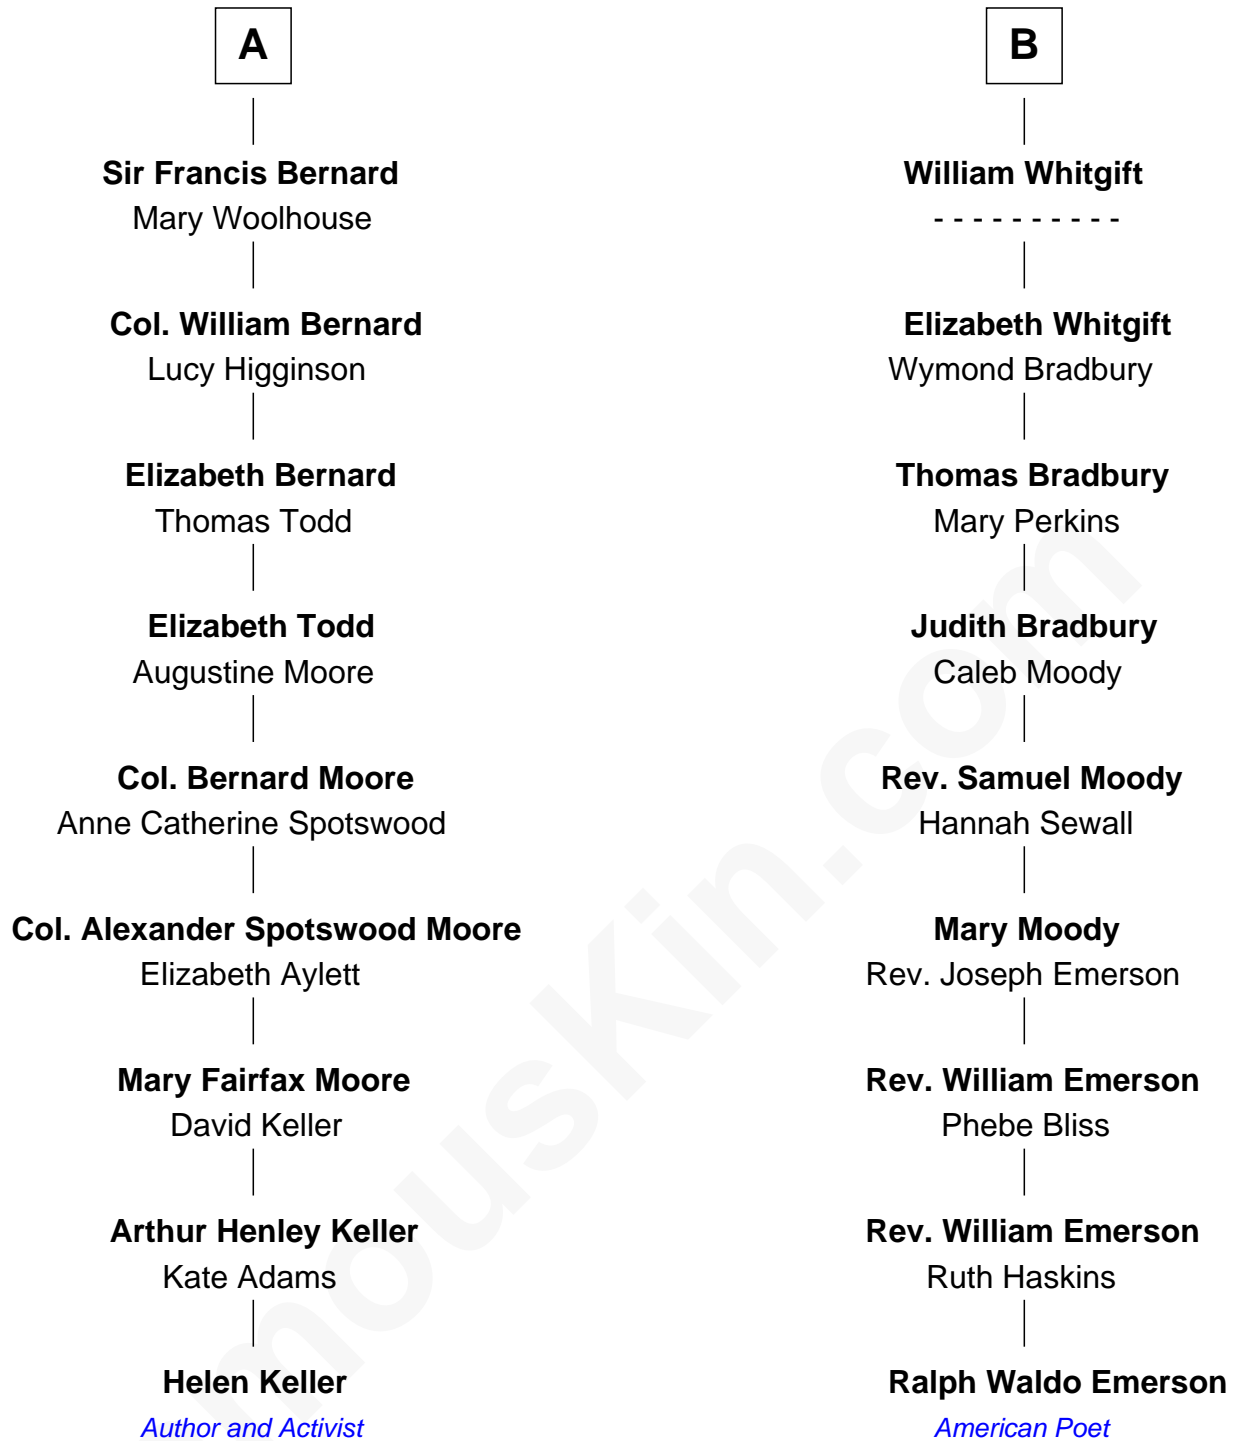 A
Sir Francis Bernard
Mary Woolhouse
Col. William Bernard
Lucy Higginson
Elizabeth Bernard
Thomas Todd
Elizabeth Todd
Augustine Moore
Col. Bernard Moore
Anne Catherine Spotswood
Col. Alexander Spotswood Moore
Elizabeth Aylett
Mary Fairfax Moore
David Keller
Arthur Henley Keller
Kate Adams
Helen Keller
Author and Activist
B
William Whitgift
- - - - - - - - - -
Elizabeth Whitgift
Wymond Bradbury
Thomas Bradbury
Mary Perkins
Judith Bradbury
Caleb Moody
Rev. Samuel Moody
Hannah Sewall
Mary Moody
Rev. Joseph Emerson
Rev. William Emerson
Phebe Bliss
Rev. William Emerson
Ruth Haskins
Ralph Waldo Emerson
American Poet
mousKin.com